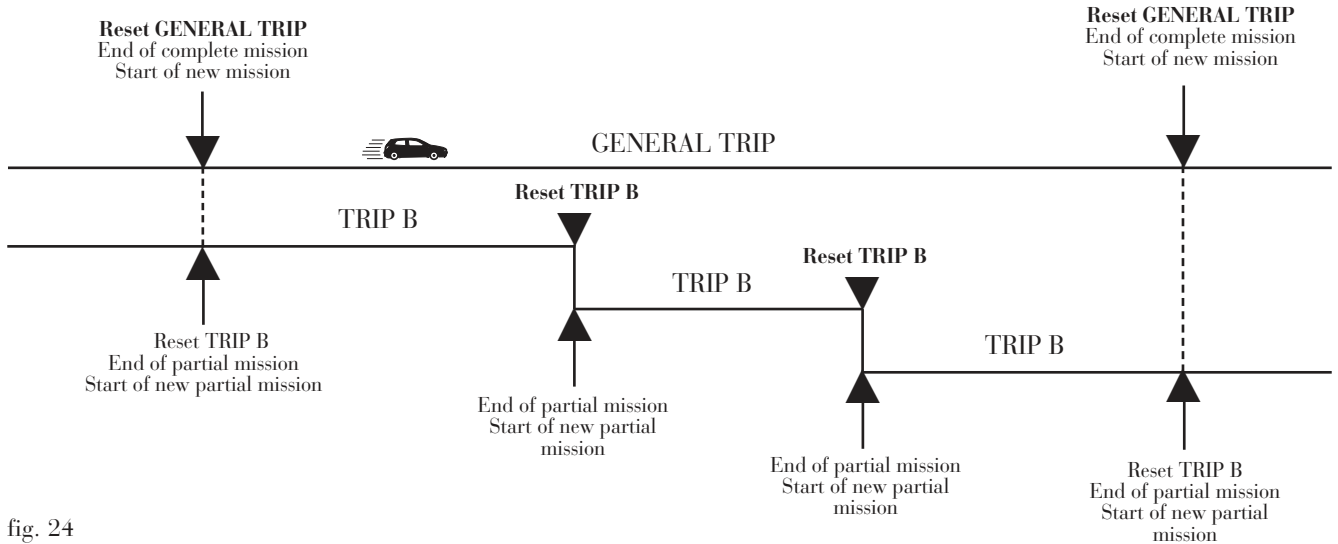 Reset GENERAL TRIP
End of complete mission
Start of new mission
Reset GENERAL TRIP
End of complete mission
Start of new mission
GENERAL TRIP
Reset TRIP B
TRIP B
Reset TRIP B
TRIP B
TRIP B
Reset TRIP B
End of partial mission
Start of new partial mission
End of partial mission
Start of new partial
mission
End of partial mission
Start of new partial
mission
Reset TRIP B
End of partial mission
Start of new partial
mission
fig. 24